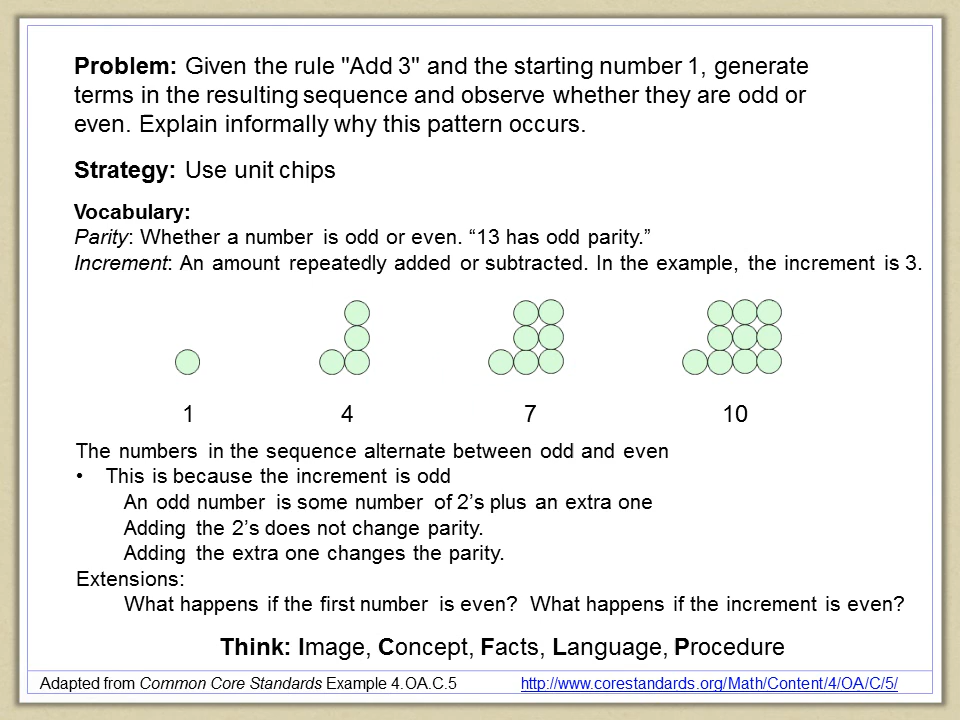 Problem: Given the rule "Add 3" and the starting number 1, generate
terms in the resulting sequence and observe whether they are odd or
even. Explain informally why this pattern occurs.
Strategy: Use unit chips
Vocabulary:
Parity: Whether a number is odd or even. “13 has odd parity.”
Increment: An amount repeatedly added or subtracted. In the example, the increment is 3.
1 4 7 10
The numbers in the sequence alternate between odd and even
• This is because the increment is odd
An odd number is some number of 2’s plus an extra one
Adding the 2’s does not change parity.
Adding the extra one changes the parity.
Extensions:
What happens if the first number is even? What happens if the increment is even?
Think: Image, Concept, Facts, Language, Procedure
Adapted from Common Core Standards Example 4.OA.C.5 http://www.corestandards.org/Math/Content/4/OA/C/5/